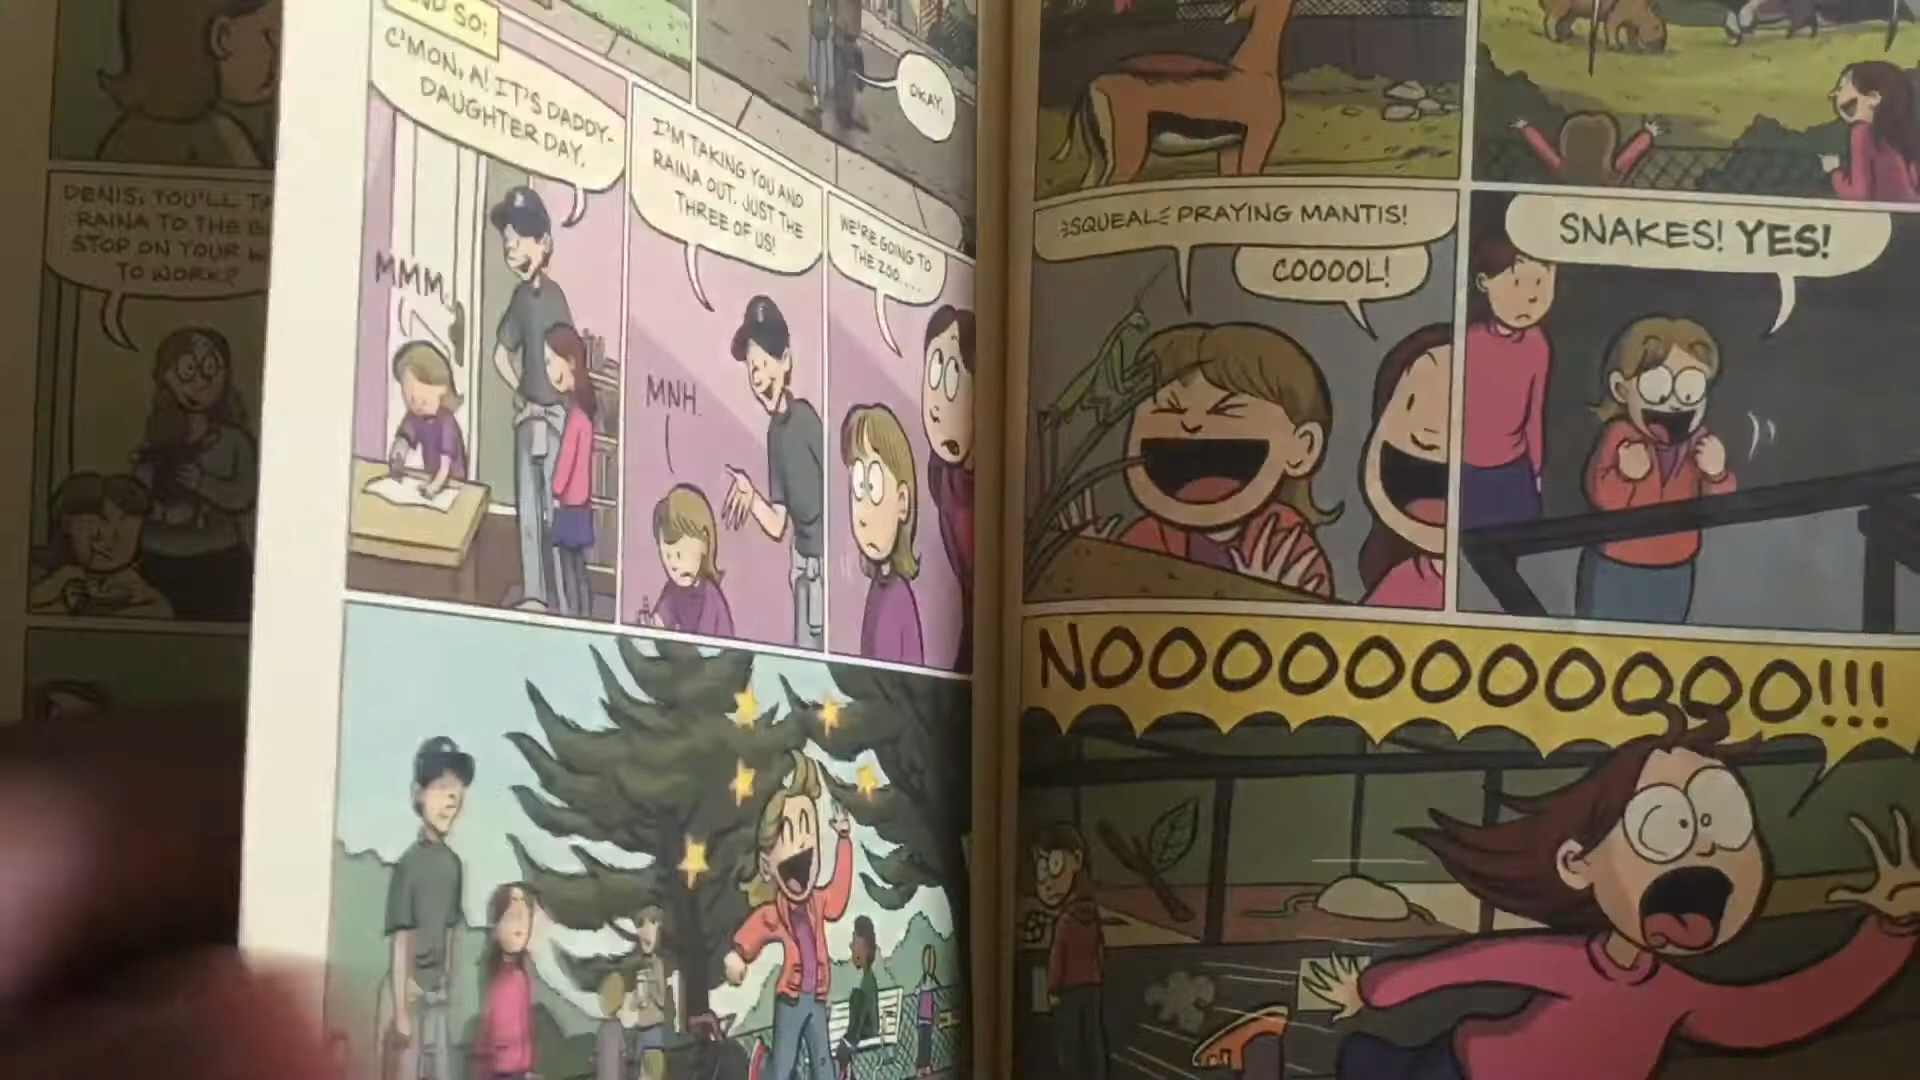 DENIS, YOU'LL
RAINA TO THE
STOP ON YOUR
TO WORK?
AND SO:
C'MON, A! IT'S DADDY-
DAUGHTER DAY.
MMM.
OKAY.
I'M TAKING YOU AND
RAINA OUT. JUST THE
THREE OF US!
MNH.
WE'RE GOING TO
THE ZOO....
SQUEAL PRAYING MANTIS!
COOOOL!
SNAKES! YES!
NOOOOOOOOOOOO!!!